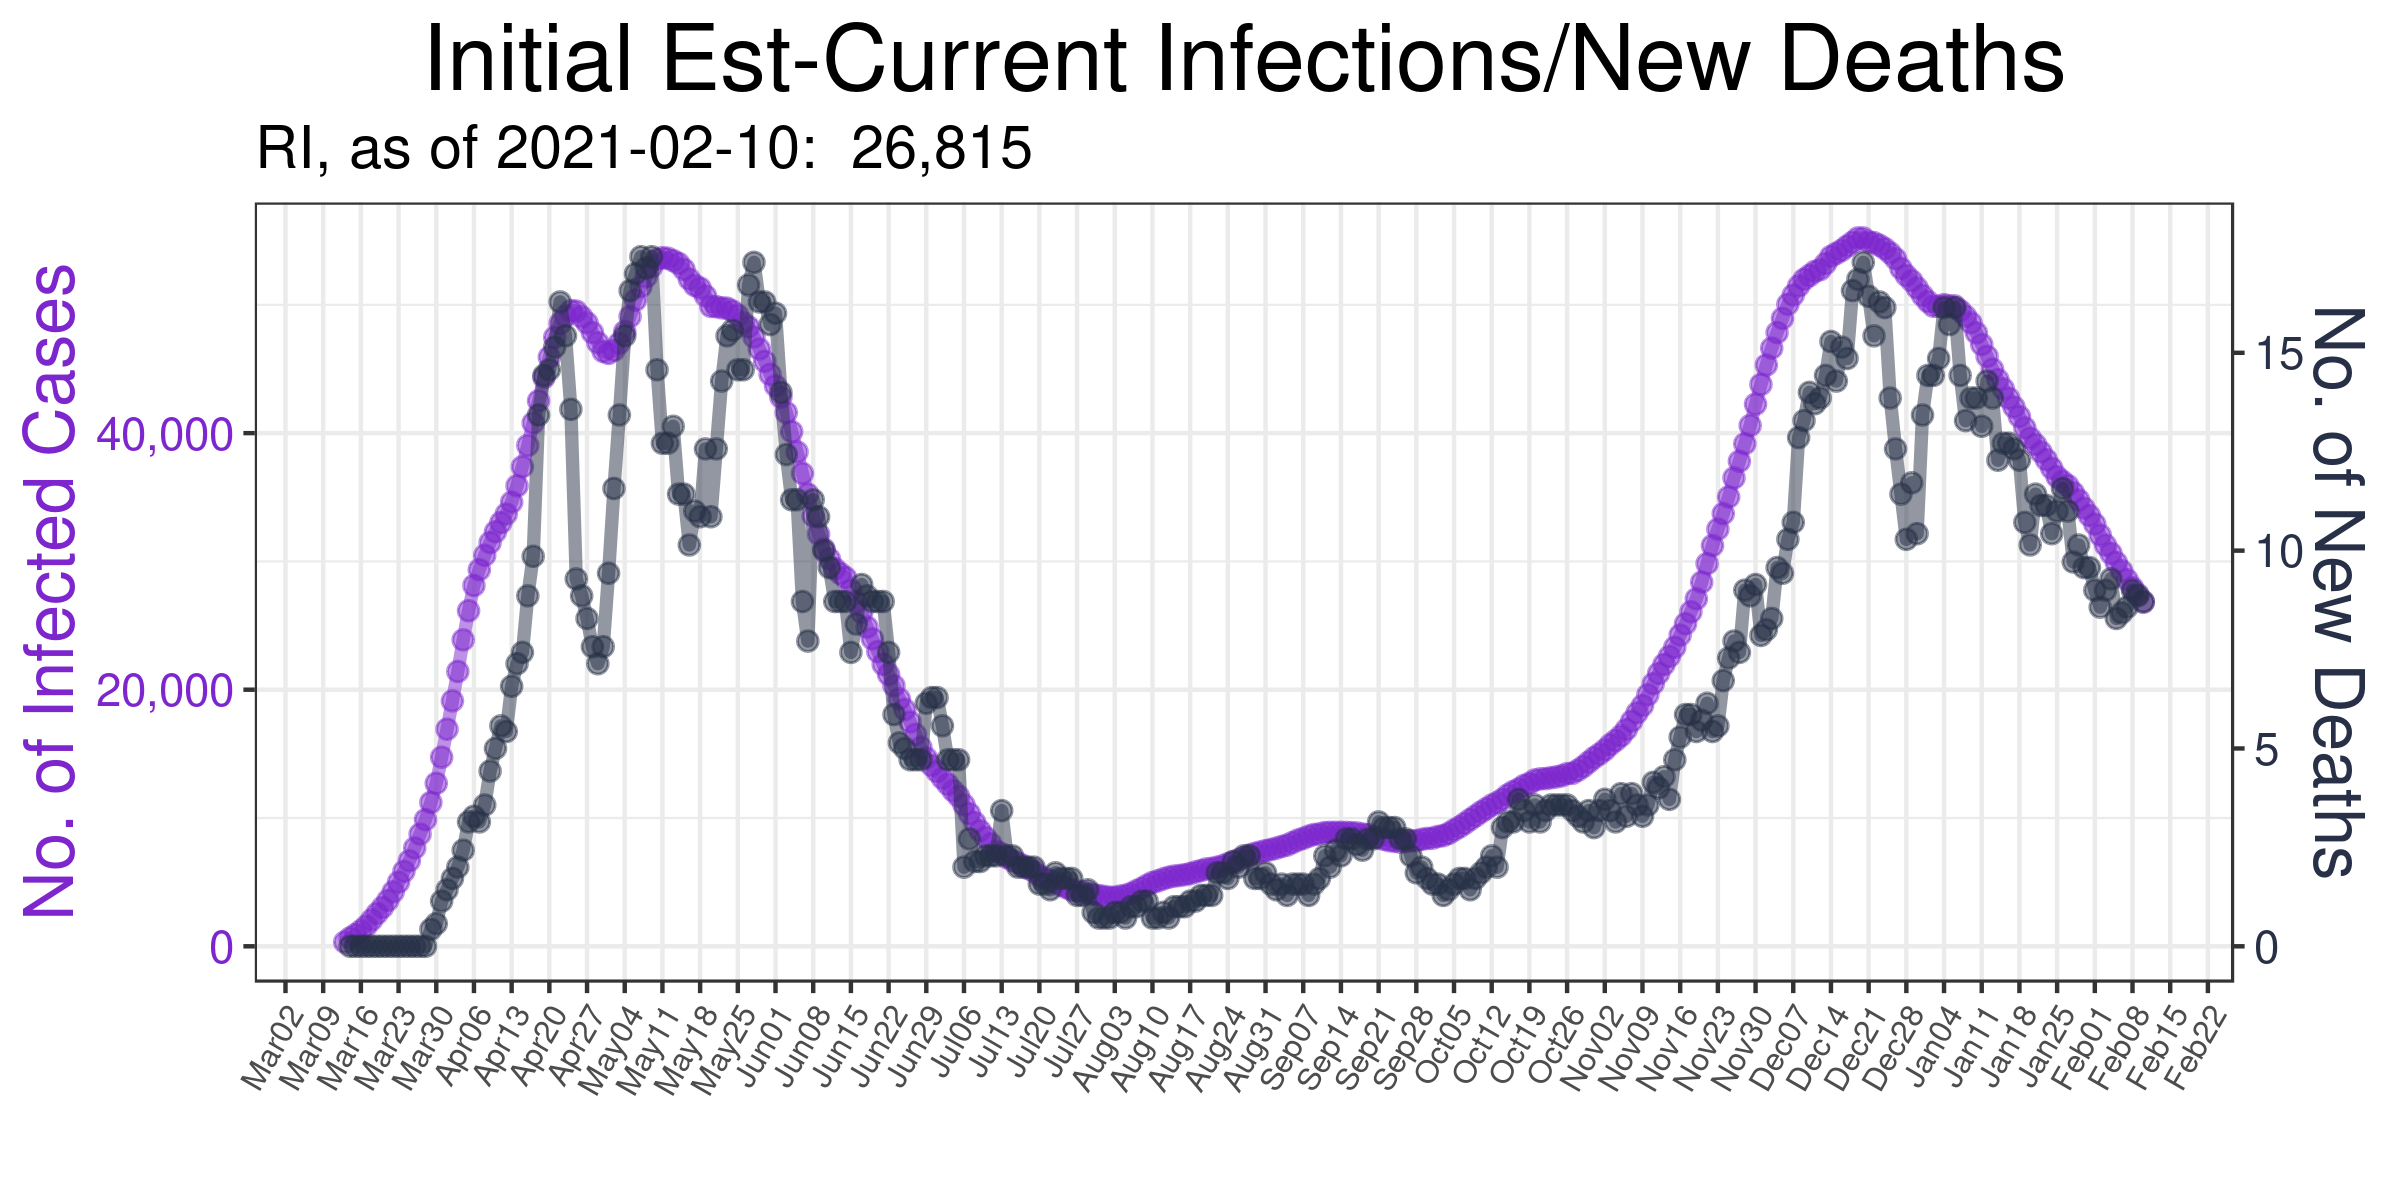 Initial Est-Current Infections/New Deaths
RI, as of 2021-02-10: 26,815
No. of Infected Cases
40,000
20,000
0
15
10
5
0
No. of New Deaths
Mar02 Mar09 Mar16 Mar23 Mar30 Apr06 Apr13 Apr20 Apr27 May04 May11 May18 May25 Jun01 Jun08 Jun15 Jun22 Jun29 Jul06 Jul13 Jul20 Jul27 Aug03 Aug10 Aug17 Aug24 Aug31 Sep07 Sep14 Sep21 Sep28 Oct05 Oct12 Oct19 Oct26 Nov02 Nov09 Nov16 Nov23 Nov30 Dec07 Dec14 Dec21 Dec28 Jan04 Jan11 Jan18 Jan25 Feb01 Feb08 Feb15 Feb22